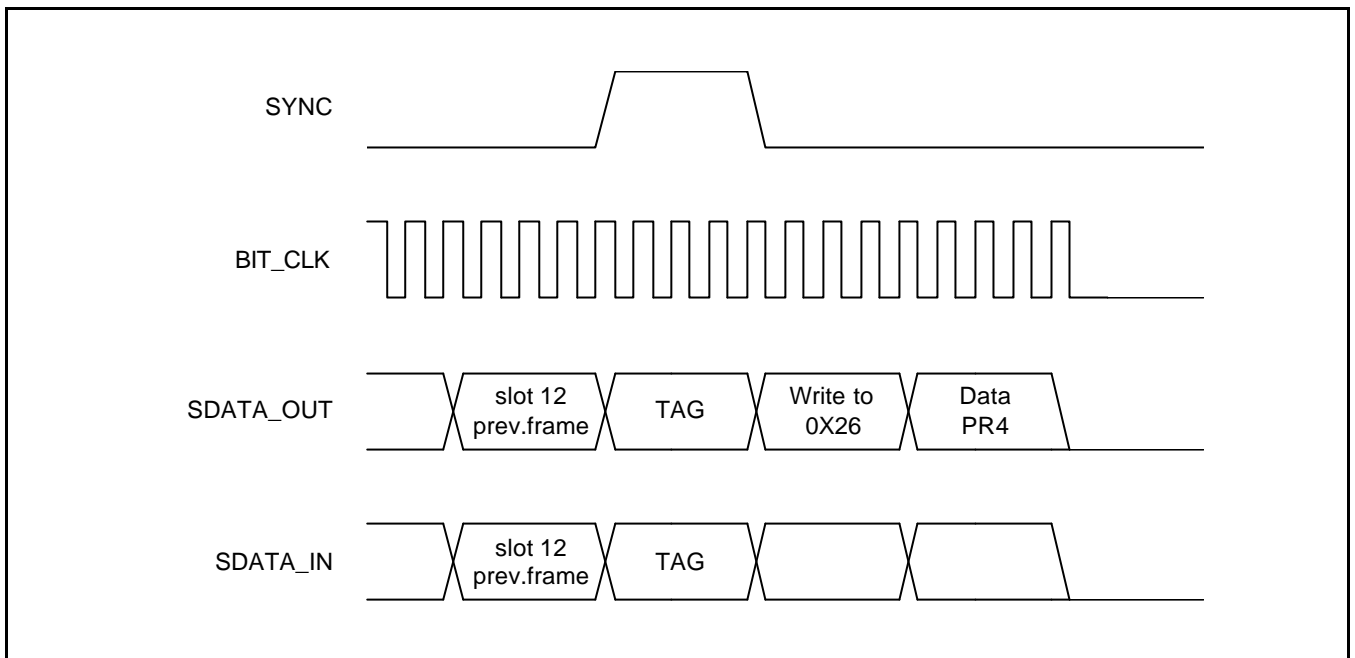 SYNC
BIT_CLK
SDATA_OUT
slot 12
prev.frame
TAG
Write to
0X26
Data
PR4
SDATA_IN
slot 12
prev.frame
TAG